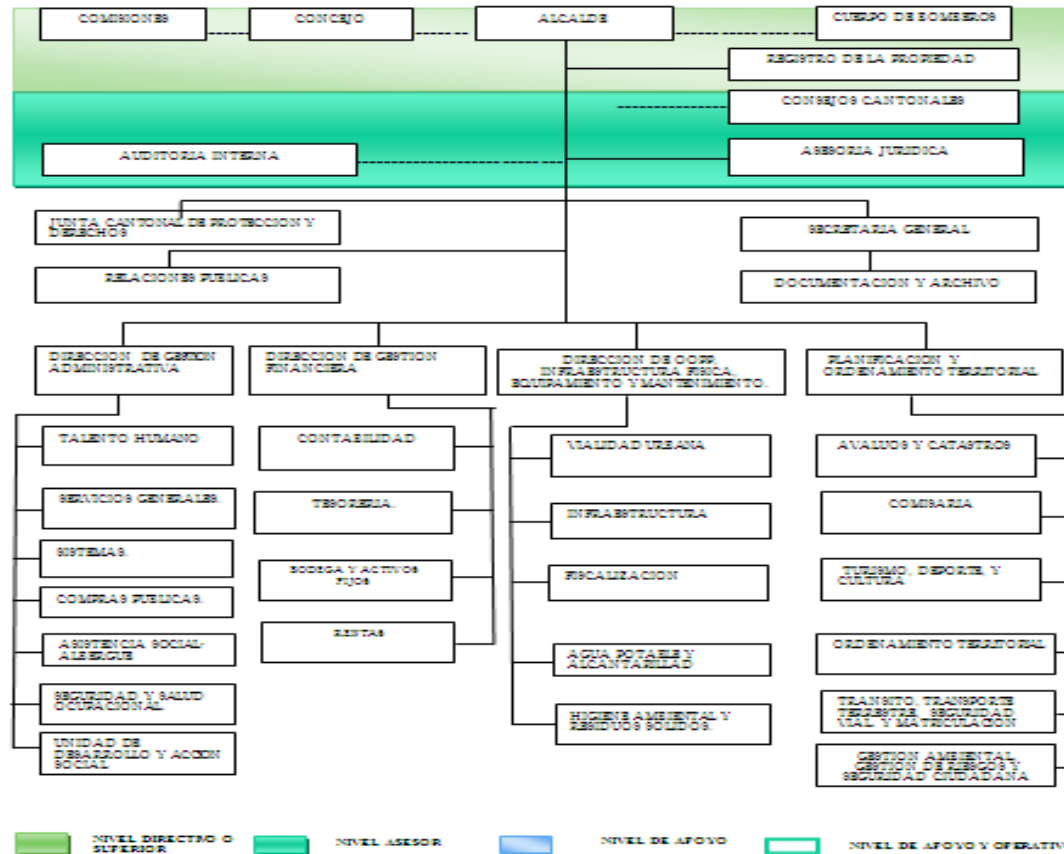 COMISIONES
CONCEJO
ALCALDE
CUERPO DE BOMBEROS
REGISTRO DE LA PROPIEDAD
CONSEJOS CANTONALES
AUDITORIA INTERNA
ASESORIA JURIDICA
JUNTA CANTONAL DE PROTECCION Y
DERECHOS
SECRETARIA GENERAL
RELACIONES PUBLICAS
DOCUMENTACION Y ARCHIVO
DIRECCION DE GESTION
ADMINISTRATIVA
DIRECCION DE GESTION
FINANCIERA
DIRECCION DE OOPP,
INFRAESTRUCTURA FISICA,
EQUIPAMIENTO Y MANTENIMIENTO.
PLANIFICACION Y
ORDENAMIENTO TERRITORIAL
TALENTO HUMANO
SERVICIOS GENERALES.
SISTEMAS.
COMPRAS PUBLICAS.
ASISTENCIA SOCIAL-
ALBERGUE
SEGURIDAD, Y SALUD
OCUPACIONAL
UNIDAD DE
DESARROLLO Y ACCION
SOCIAL
CONTABILIDAD
TESORERIA.
BODEGA Y ACTIVOS
FIJOS
RENTAS
VIALIDAD URBANA
INFRAESTRUCTURA
FISCALIZACION
AGUA POTABLE Y
ALCANTARILLAD
HIGIENE AMBIENTAL Y
RESIDUOS SOLIDOS.
AVALUOS Y CATASTROS
COMISARIA
TURISMO, DEPORTE, Y
CULTURA
ORDENAMIENTO TERRITORIAL
TRANSITO, TRANSPORTE
TERRESTRE, SEGURIDAD
VIAL, Y MATRICULACION
GESTION AMBIENTAL,
GESTION DE RIESGOS Y
SEGURIDAD CIUDADANA
NIVEL DIRECTIVO O
SUPERIOR
NIVEL ASESOR
NIVEL DE APOYO
NIVEL DE APOYO Y OPERATIV